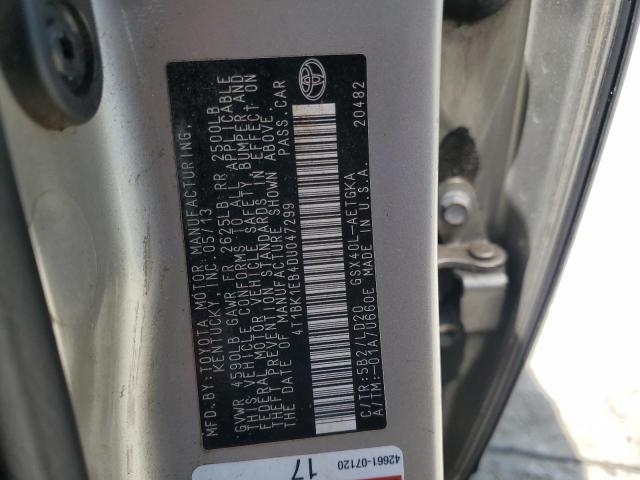 MFD.BY:TOYOTA MOTOR MANUFACTURING,
KENTUCKY, INC. 05/13
GVWR 4590LB GAWR FR 2625LB RR 2500LB
THIS VEHICLE CONFORMS TO ALL APPLICABLE
FEDERAL MOTOR VEHICLE SAFETY, BUMPER, AND
THEFT PREVENTION STANDARDS IN EFFECT ON
THE DATE OF MANUFACTURE SHOWN ABOVE.
4T1BK1EB4DU047299 PASS.CAR
C/TR:5B2/LD20 GSX40L-AETGKA
A/TM:-01A/U660E MADE IN U.S.A. 20482
42661-07120
17